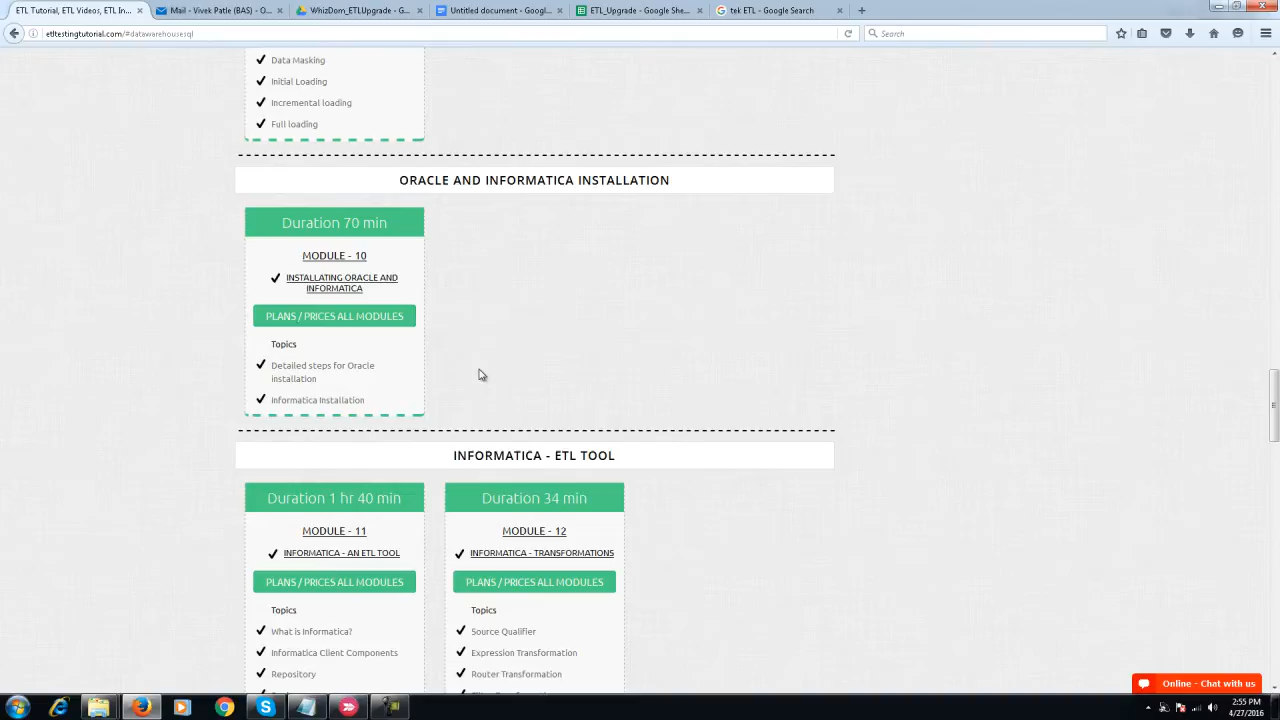 ETL Tutorial, ETL Videos, ETL In...
Mail - Vivek Patle (BAS) - O...
WhizDom_ETLUpgrade - G...
Untitled document - Googl...
ETL_Upgrade - Google She...
tek ETL - Google Search
etltestingtutorial.com/#datawarehousesql
Search
Data Masking
Initial Loading
Incremental loading
Full loading
ORACLE AND INFORMATICA INSTALLATION
Duration 70 min
MODULE - 10
INSTALLATING ORACLE AND
INFORMATICA
PLANS / PRICES ALL MODULES
Topics
Detailed steps for Oracle
installation
Informatica Installation
INFORMATICA - ETL TOOL
Duration 1 hr 40 min
MODULE - 11
INFORMATICA - AN ETL TOOL
PLANS / PRICES ALL MODULES
Topics
What is Informatica?
Informatica Client Components
Repository
Duration 34 min
MODULE - 12
INFORMATICA - TRANSFORMATIONS
PLANS / PRICES ALL MODULES
Topics
Source Qualifier
Expression Transformation
Router Transformation
Online - Chat with us
2:55 PM
4/27/2016